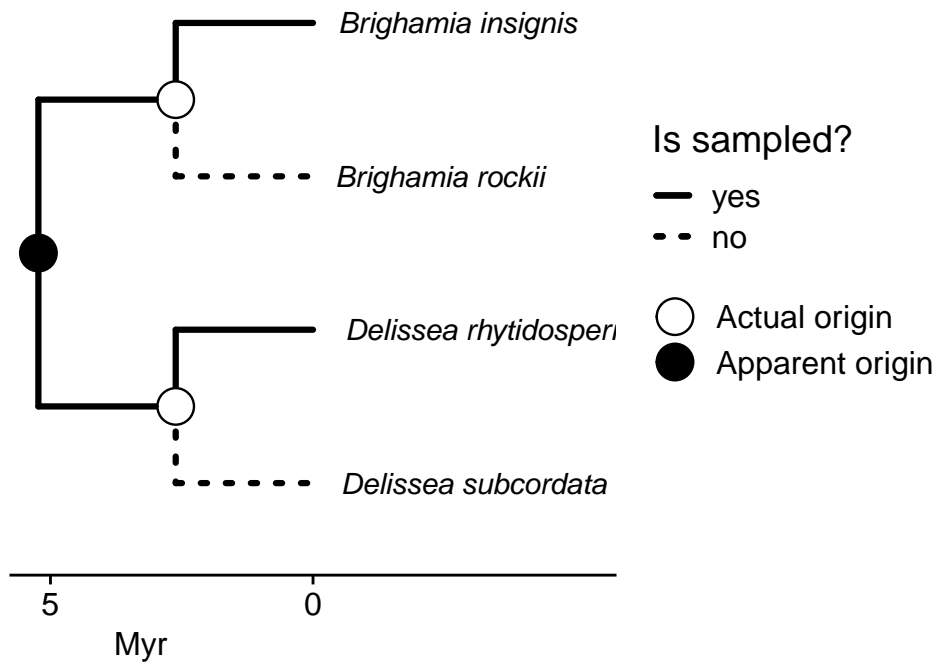 Brighamia insignis
Brighamia rockii
Delissea rhytidosper
Delissea subcordata
Is sampled?
yes
no
Actual origin
Apparent origin
5
0
Myr